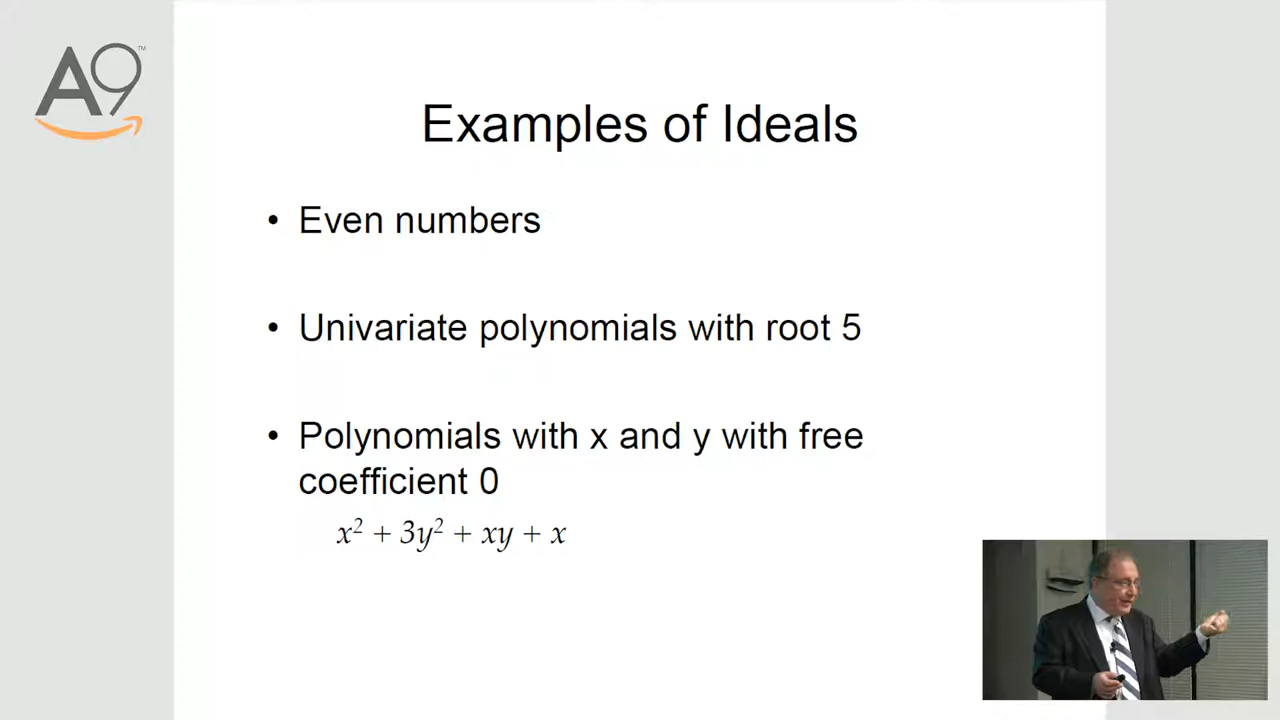 A9™
Examples of Ideals
• Even numbers
• Univariate polynomials with root 5
• Polynomials with x and y with free
coefficient 0
x² + 3y² + xy + x